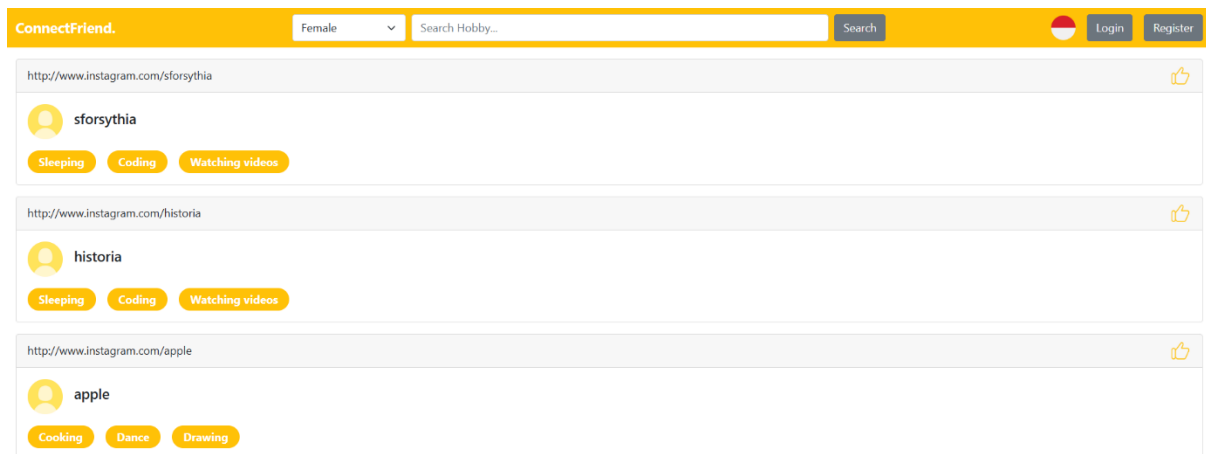 ConnectFriend. Female Search Hobby... Search Login Register
http://www.instagram.com/sforsythia
sforsythia
Sleeping Coding Watching videos
http://www.instagram.com/historia
historia
Sleeping Coding Watching videos
http://www.instagram.com/apple
apple
Cooking Dance Drawing